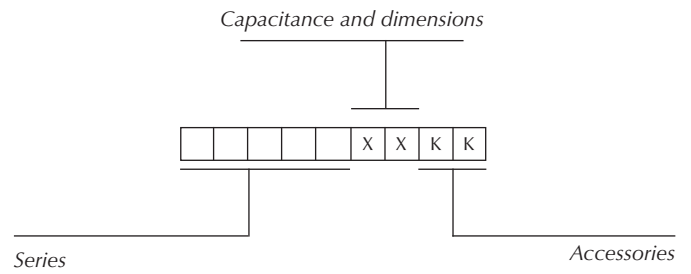 Capacitance and dimensions
X X K K
Series
Accessories